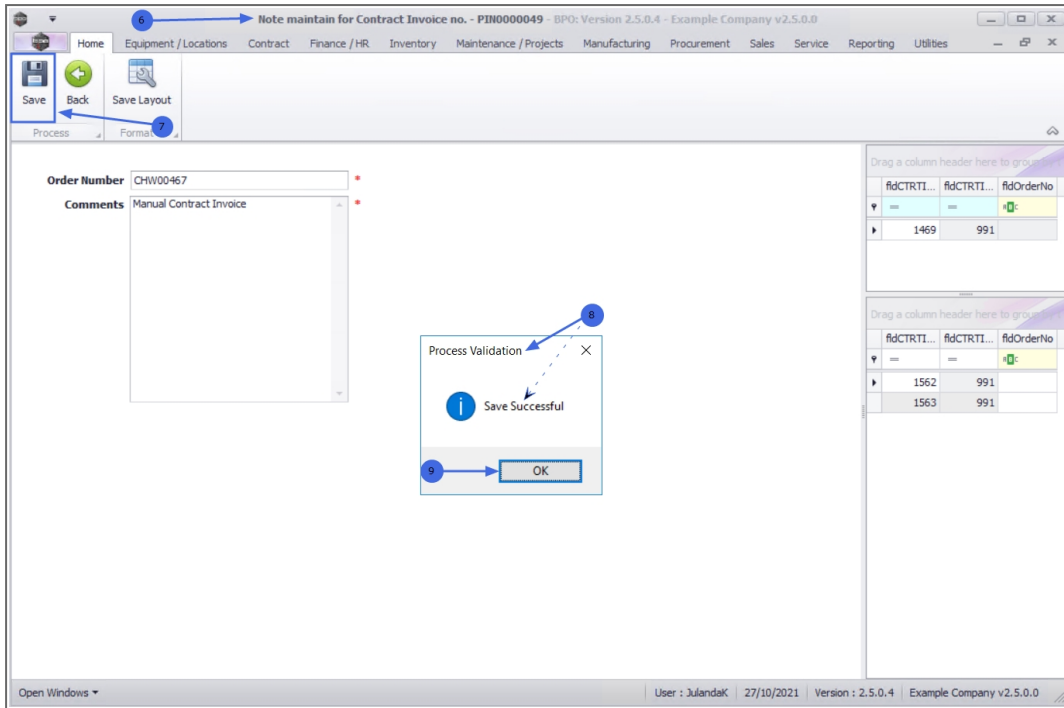 6 Note maintain for Contract Invoice no. - PIN0000049 - BPO: Version 2.5.0.4 - Example Company v2.5.0.0
Home Equipment / Locations Contract Finance / HR Inventory Maintenance / Projects Manufacturing Procurement Sales Service Reporting Utilities
Save Back Save Layout
7
Process Format
Drag a column header here to group
Order Number CHW00467 *
fldCTRTI... fldCTRTI... fldOrderNo
Comments Manual Contract Invoice *
= = ABC
1469 991
8
Drag a column header here to group
fldCTRTI... fldCTRTI... fldOrderNo
Process Validation
= = ABC
1562 991
Save Successful
1563 991
9 OK
Open Windows User : JulandaK 27/10/2021 Version : 2.5.0.4 Example Company v2.5.0.0